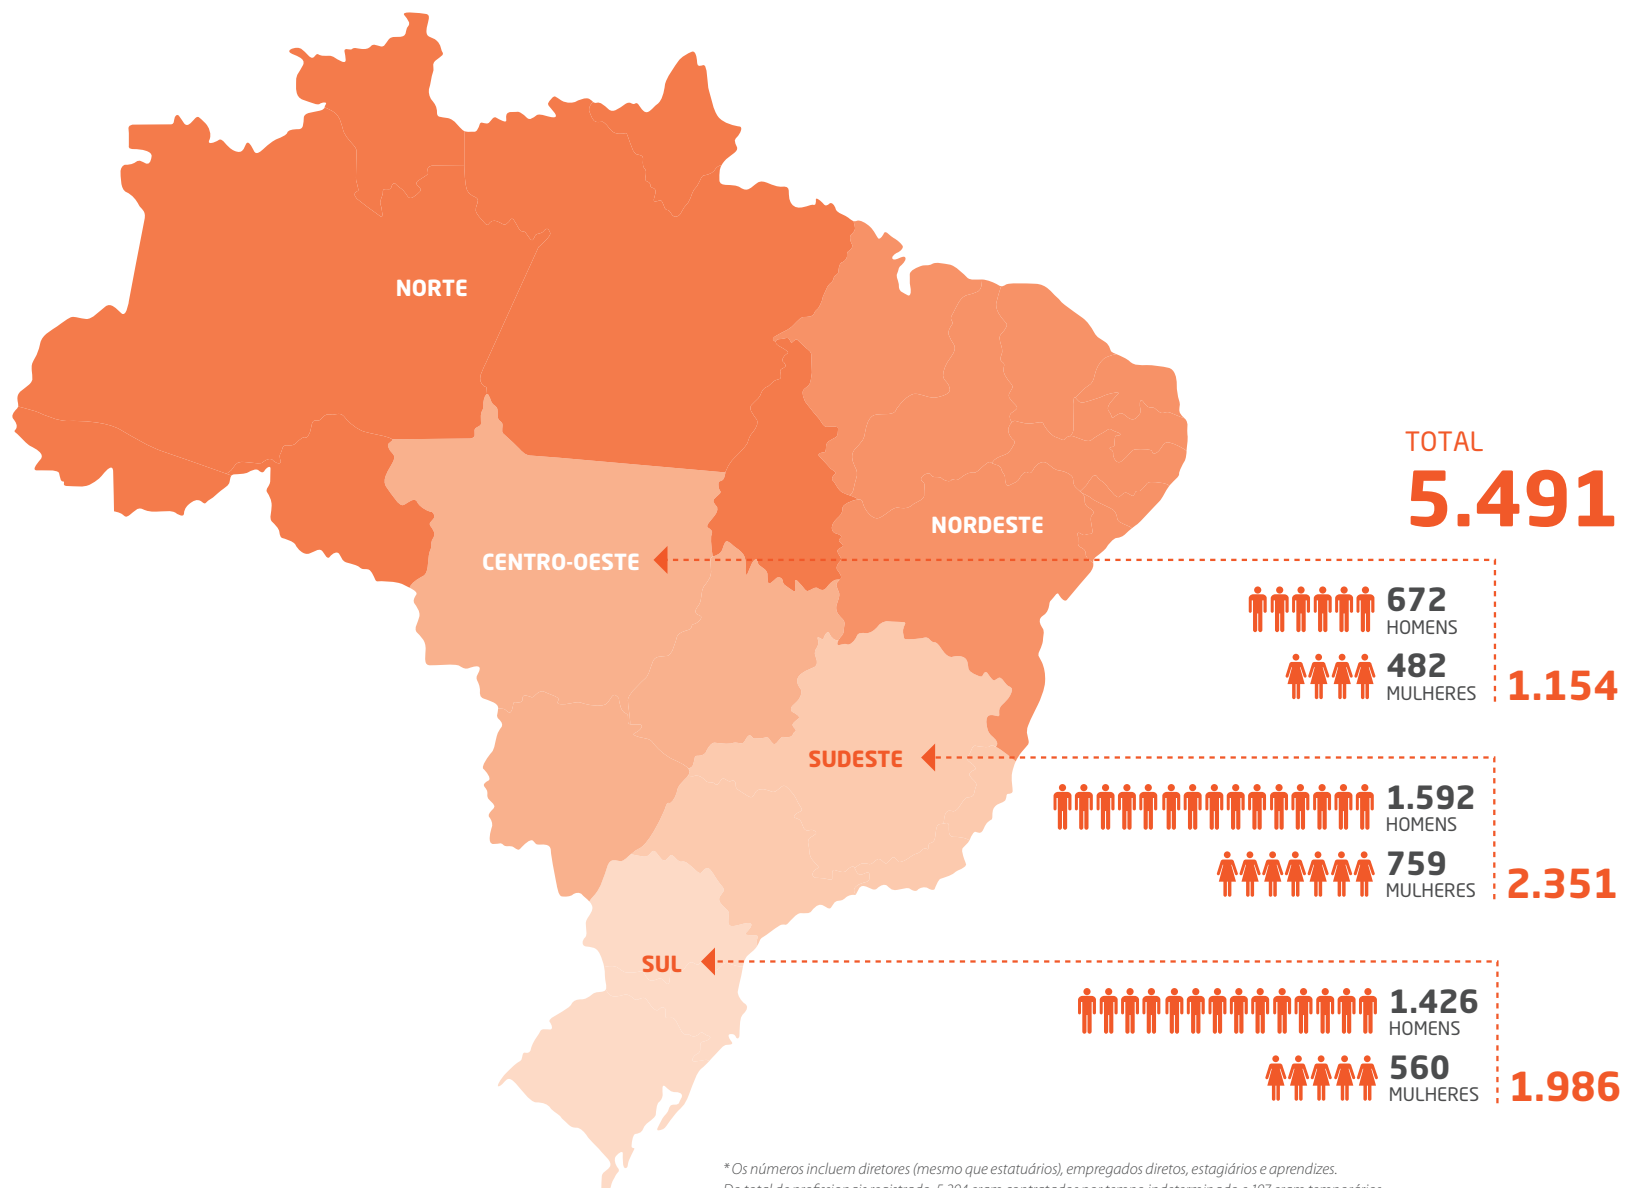 NORTE
NORDESTE
CENTRO-OESTE
SUDESTE
SUL
TOTAL
5.491
672
HOMENS
482
MULHERES
1.154
1.592
HOMENS
759
MULHERES
2.351
1.426
HOMENS
560
MULHERES
1.986
* Os números incluem diretores (mesmo que estatuários), empregados diretos, estagiários e aprendizes.